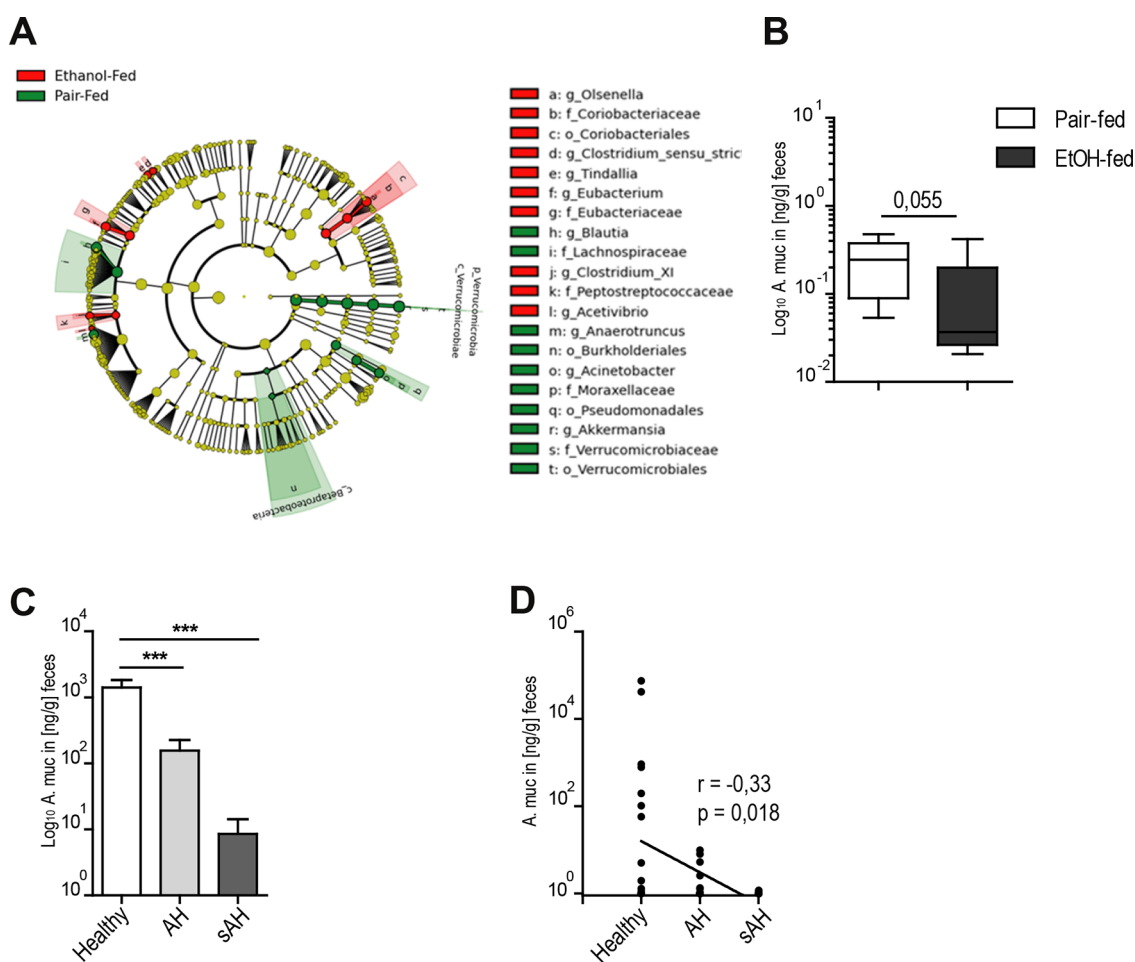 A
Ethanol-Fed
Pair-Fed
a: g_Olsenella
b: f_Coriobacteriaceae
c: o_Coriobacteriales
d: g_Clostridium_sensu_strict
e: g_Tindallia
f: g_Eubacterium
g: f_Eubacteriaceae
h: g_Blautia
i: f_Lachnospiraceae
j: g_Clostridium_XI
k: f_Peptostreptococcaceae
l: g_Acetivibrio
m: g_Anaerotruncus
n: o_Burkholderiales
o: g_Acinetobacter
p: f_Moraxellaceae
q: o_Pseudomonadales
r: g_Akkermansia
s: f_Verrucomicrobiaceae
t: o_Verrucomicrobiales
a
b
c
g
i
k
m
n
q
p
s
t
p_Verrucomicrobia
c_Verrucomicrobiae
c_Betaproteobacteria
B
Log10 A. muc in [ng/g] feces
10^1
10^0
10^-1
10^-2
0,055
Pair-fed
EtOH-fed
C
Log10 A. muc in [ng/g] feces
10^4
10^3
10^2
10^1
10^0
***
***
Healthy
AH
sAH
D
A. muc in [ng/g] feces
10^6
10^4
10^2
10^0
r = -0,33
p = 0,018
Healthy
AH
sAH